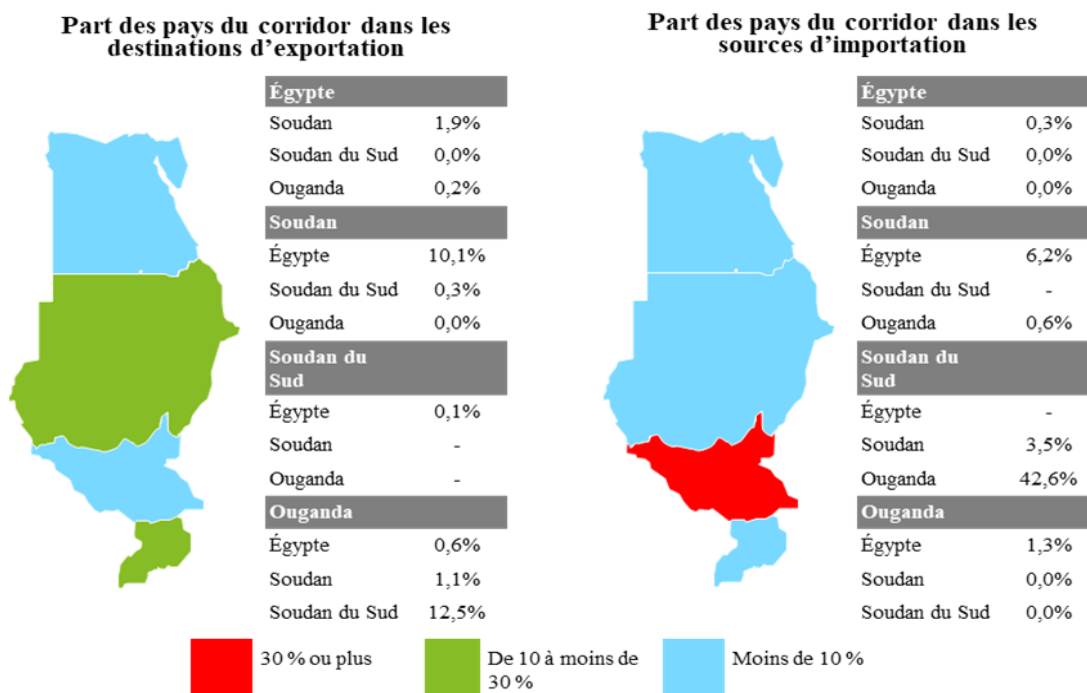 Part des pays du corridor dans les
destinations d’exportation
Égypte
Soudan 1,9%
Soudan du Sud 0,0%
Ouganda 0,2%
Soudan
Égypte 10,1%
Soudan du Sud 0,3%
Ouganda 0,0%
Soudan du
Sud
Égypte 0,1%
Soudan -
Ouganda -
Ouganda
Égypte 0,6%
Soudan 1,1%
Soudan du Sud 12,5%
Part des pays du corridor dans les
sources d’importation
Égypte
Soudan 0,3%
Soudan du Sud 0,0%
Ouganda 0,0%
Soudan
Égypte 6,2%
Soudan du Sud -
Ouganda 0,6%
Soudan du
Sud
Égypte -
Soudan 3,5%
Ouganda 42,6%
Ouganda
Égypte 1,3%
Soudan 0,0%
Soudan du Sud 0,0%
30 % ou plus
De 10 à moins de
30 %
Moins de 10 %